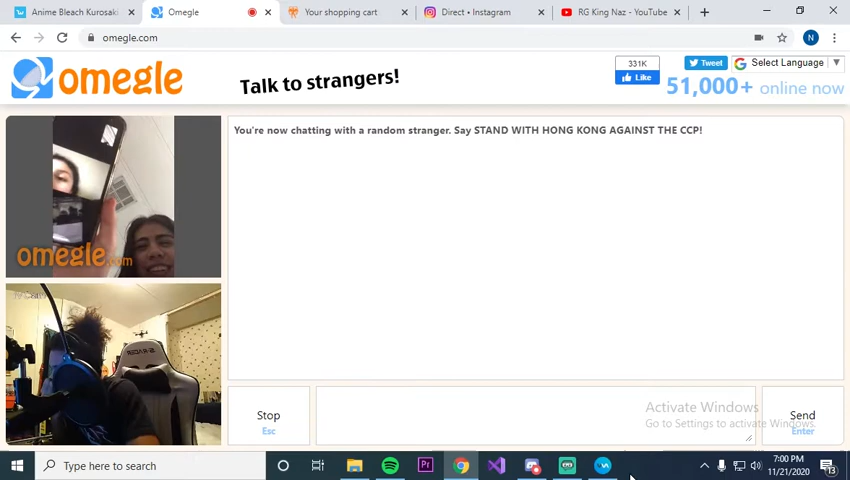 Anime Bleach Kurosaki
Omegle
Your shopping cart
Direct • Instagram
RG King Naz - YouTube
omegle.com
N
omegle
Talk to strangers!
331K
Like
Tweet
Select Language
51,000+ online now
You're now chatting with a random stranger. Say STAND WITH HONG KONG AGAINST THE CCP!
omegle.com
Stop
Esc
Send
Enter
Activate Windows
Go to Settings to activate Windows.
Type here to search
Pr
7:00 PM
11/21/2020
13